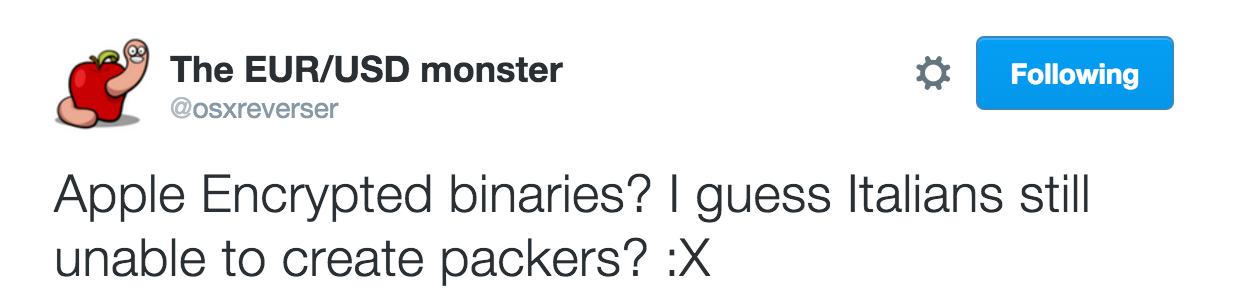 The EUR/USD monster
@osxreverser
Following
Apple Encrypted binaries? I guess Italians still
unable to create packers? :X